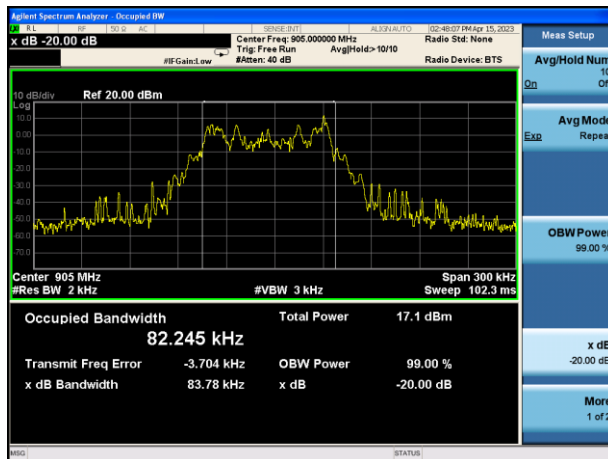 Agilent Spectrum Analyzer - Occupied BW
RL RF 50 Ω AC SENSE:INT ALIGN AUTO 02:48:07 PM Apr 15, 2023
x dB -20.00 dB
Center Freq: 905.000000 MHz
Radio Std: None
Trig: Free Run Avg|Hold:> 10/10
#IFGain:Low #Atten: 40 dB Radio Device: BTS
10 dB/div Ref 20.00 dBm
Log
10.0
0.00
-10.0
-20.0
-30.0
-40.0
-50.0
-60.0
-70.0
Center 905 MHz Span 300 kHz
#Res BW 2 kHz #VBW 3 kHz Sweep 102.3 ms
Occupied Bandwidth Total Power 17.1 dBm
82.245 kHz
Transmit Freq Error -3.704 kHz OBW Power 99.00 %
x dB Bandwidth 83.78 kHz x dB -20.00 dB
MSG STATUS
Meas Setup
Avg/Hold Num
10
On Of
Avg Mode
Exp Repea
OBW Power
99.00 %
x dB
-20.00 dB
More
1 of 2